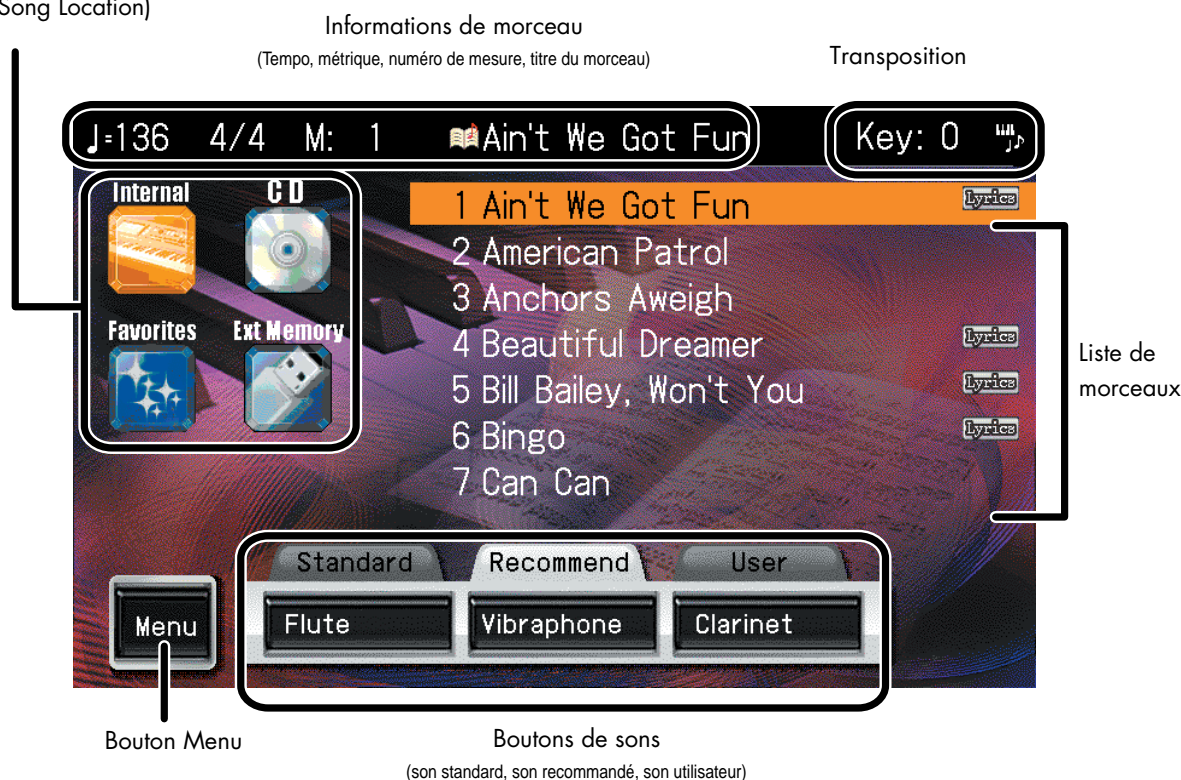 Song Location)
Informations de morceau
(Tempo, métrique, numéro de mesure, titre du morceau)
Transposition
♩=136 4/4 M: 1 Ain't We Got Fun Key: 0
Internal CD
Favorites Ext Memory
1 Ain't We Got Fun Lyrics
2 American Patrol
3 Anchors Aweigh
4 Beautiful Dreamer Lyrics
5 Bill Bailey, Won't You Lyrics
6 Bingo Lyrics
7 Can Can
Liste de
morceaux
Standard Recommend User
Menu Flute Vibraphone Clarinet
Bouton Menu
Boutons de sons
(son standard, son recommandé, son utilisateur)